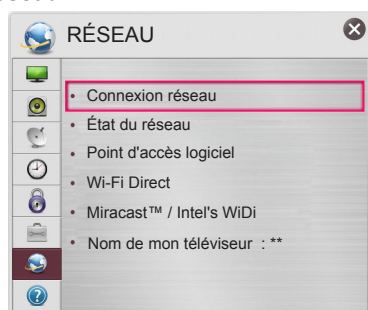 RÉSEAU
• Connexion réseau
• État du réseau
• Point d'accès logiciel
• Wi-Fi Direct
• Miracast™ / Intel's WiDi
• Nom de mon téléviseur : **